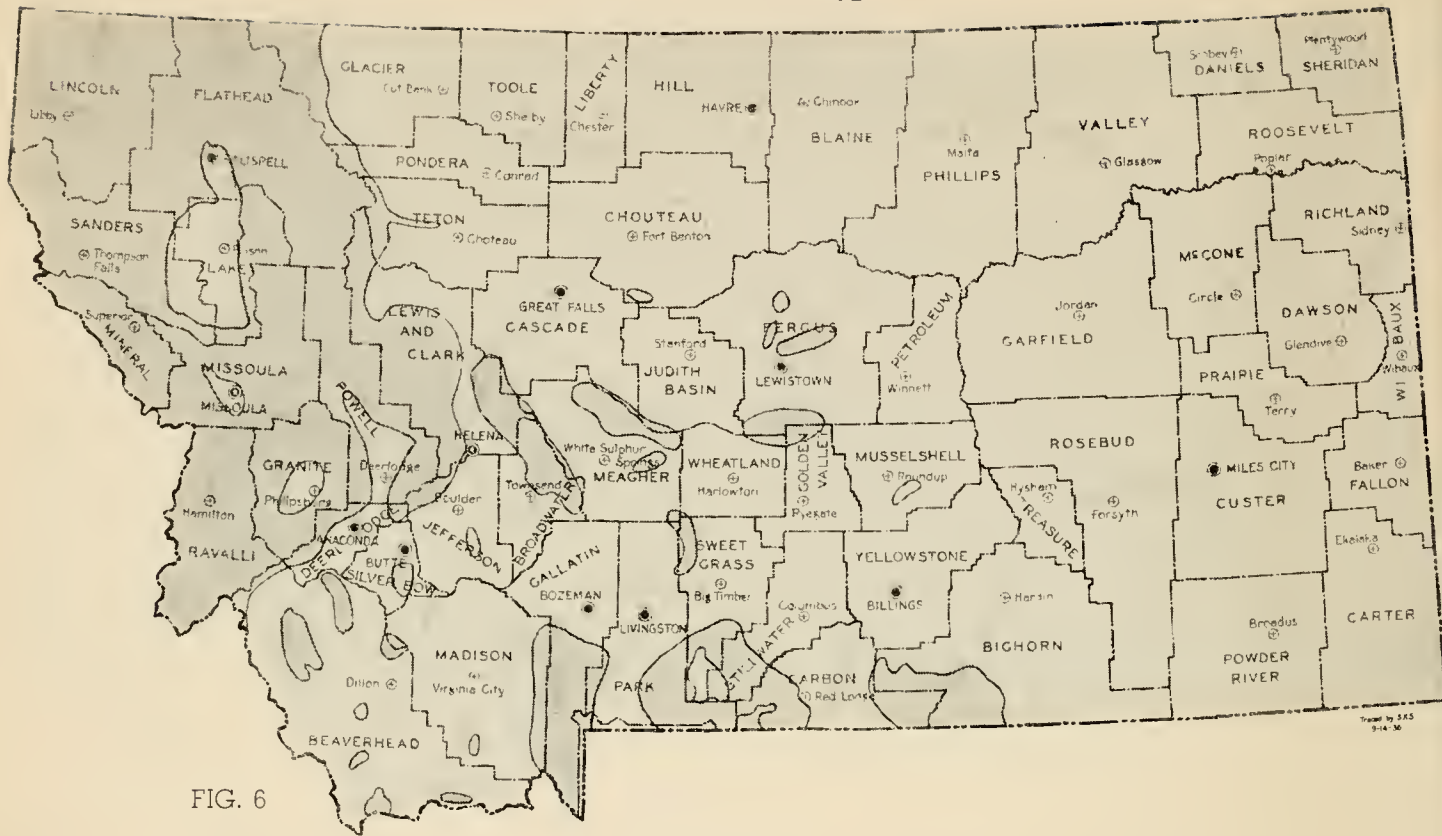 GLACIER
Cut Bank
TOOLE
Shelby
LIBERTY
Chester
HILL
HAVRE
Chinook
BLAINE
Malta
PHILLIPS
VALLEY
Glasgow
DANIELS
Plentywood
SHERIDAN
ROOSEVELT
Poplar
LINCOLN
Libby
FLATHEAD
PONDERA
Conrad
SANDERS
Thompson
Falls
LAKE
TETON
Choteau
CHOUTEAU
Fort Benton
RICHLAND
Sidney
McCONE
Circle
DAWSON
Glendive
WIBAUX
Wibaux
Superior
MINERAL
LEWIS
AND
CLARK
GREAT FALLS
CASCADE
Stanford
JUDITH
BASIN
FERGUS
LEWISTOWN
PETROLEUM
Winnett
Jordan
GARFIELD
PRAIRIE
Terry
MISSOULA
MISSOULA
POWELL
Deerlodge
HELENA
GRANITE
Philipsburg
White Sulphur
Springs
MEAGHER
WHEATLAND
Harlowton
GOLDEN
VALLEY
Ryegate
MUSSELSHELL
Roundup
ROSEBUD
Forsyth
Hysham
TREASURE
MILES CITY
CUSTER
Baker
FALLON
Ekalaka
CARTER
Hamilton
RAVALLI
DEERLODGE
ANACONDA
BUTTE
SILVER BOW
Boulder
JEFFERSON
Townsend
BROADWATER
GALLATIN
BOZEMAN
LIVINGSTON
PARK
SWEET
GRASS
Big Timber
Columbus
STILLWATER
YELLOWSTONE
BILLINGS
Hardin
BIGHORN
Broadus
POWDER
RIVER
MADISON
Virginia City
Dillon
BEAVERHEAD
CARBON
Red Lodge
Traced by S.K.S
9-14-36
FIG. 6